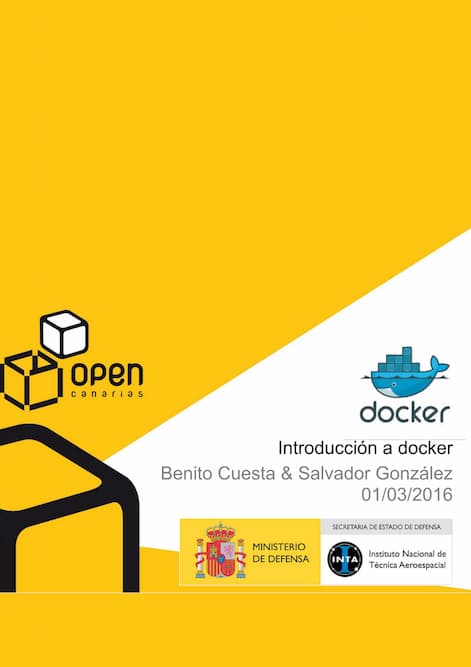 open
canarias
docker
Introducción a docker
Benito Cuesta & Salvador González
01/03/2016
MINISTERIO
DE DEFENSA
SECRETARIA DE ESTADO DE DEFENSA
INTA
Instituto Nacional de
Técnica Aeroespacial